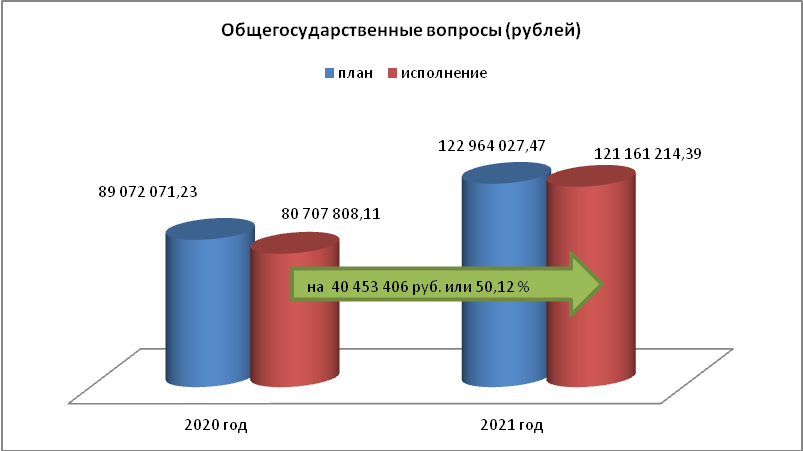 Общегосударственные вопросы (рублей)
план исполнение
122 964 027,47
121 161 214,39
89 072 071,23
80 707 808,11
на 40 453 406 руб. или 50,12 %
2020 год
2021 год